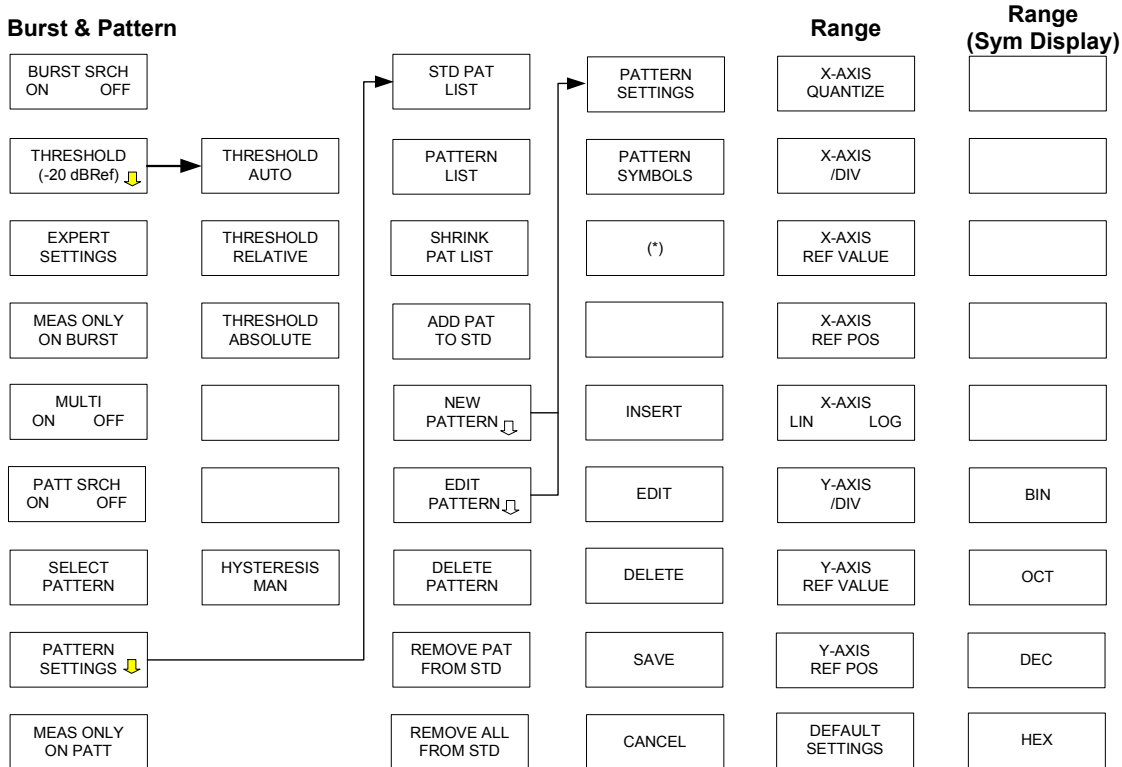 Burst & Pattern
BURST SRCH
ON OFF
THRESHOLD
(-20 dBRef)
EXPERT
SETTINGS
MEAS ONLY
ON BURST
MULTI
ON OFF
PATT SRCH
ON OFF
SELECT
PATTERN
PATTERN
SETTINGS
MEAS ONLY
ON PATT
THRESHOLD
AUTO
THRESHOLD
RELATIVE
THRESHOLD
ABSOLUTE
HYSTERESIS
MAN
STD PAT
LIST
PATTERN
LIST
SHRINK
PAT LIST
ADD PAT
TO STD
NEW
PATTERN
EDIT
PATTERN
DELETE
PATTERN
REMOVE PAT
FROM STD
REMOVE ALL
FROM STD
PATTERN
SETTINGS
PATTERN
SYMBOLS
(*)
INSERT
EDIT
DELETE
SAVE
CANCEL
Range
X-AXIS
QUANTIZE
X-AXIS
/DIV
X-AXIS
REF VALUE
X-AXIS
REF POS
X-AXIS
LIN LOG
Y-AXIS
/DIV
Y-AXIS
REF VALUE
Y-AXIS
REF POS
DEFAULT
SETTINGS
Range
(Sym Display)
BIN
OCT
DEC
HEX